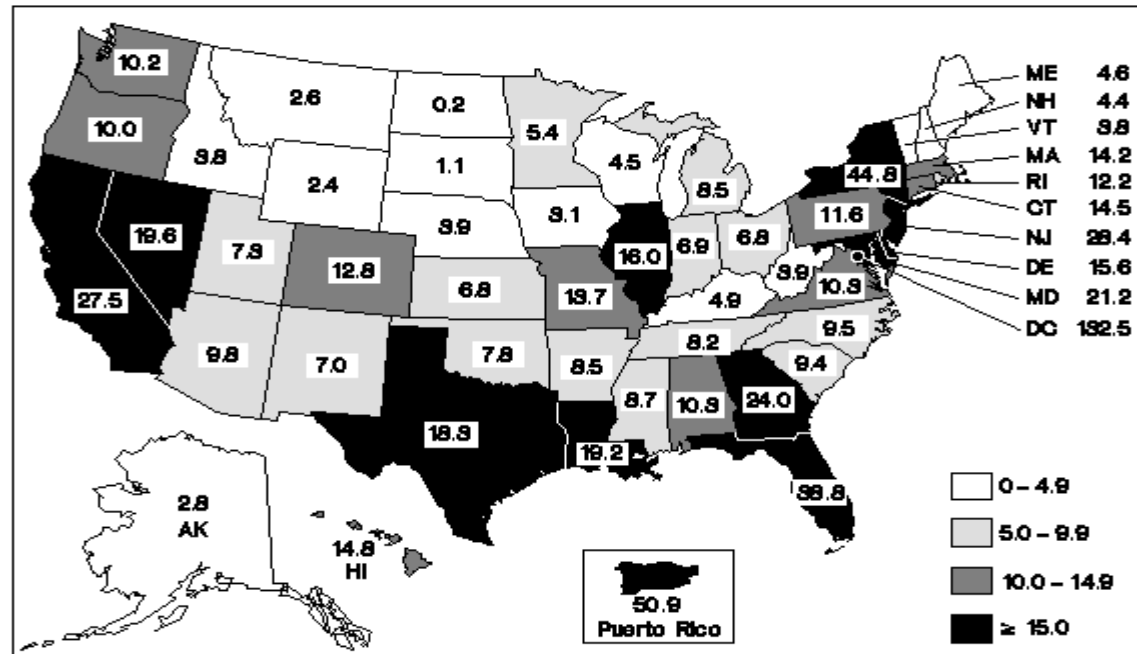 10.2
2.6
0.2
5.4
ME 4.6
NH 4.4
VT 3.8
MA 14.2
RI 12.2
CT 14.5
NJ 28.4
DE 15.6
MD 21.2
DC 132.5
10.0
3.8
2.4
1.1
4.5
8.5
44.8
19.6
7.3
3.9
3.1
16.0
6.9
6.8
11.6
27.5
12.8
6.8
13.7
4.9
3.9
10.3
9.8
7.0
7.8
8.5
8.2
9.5
9.4
18.3
19.2
8.7
10.3
24.0
38.8
2.8
AK
14.8
HI
50.9
Puerto Rico
0 – 4.9
5.0 – 9.9
10.0 – 14.9
≥ 15.0